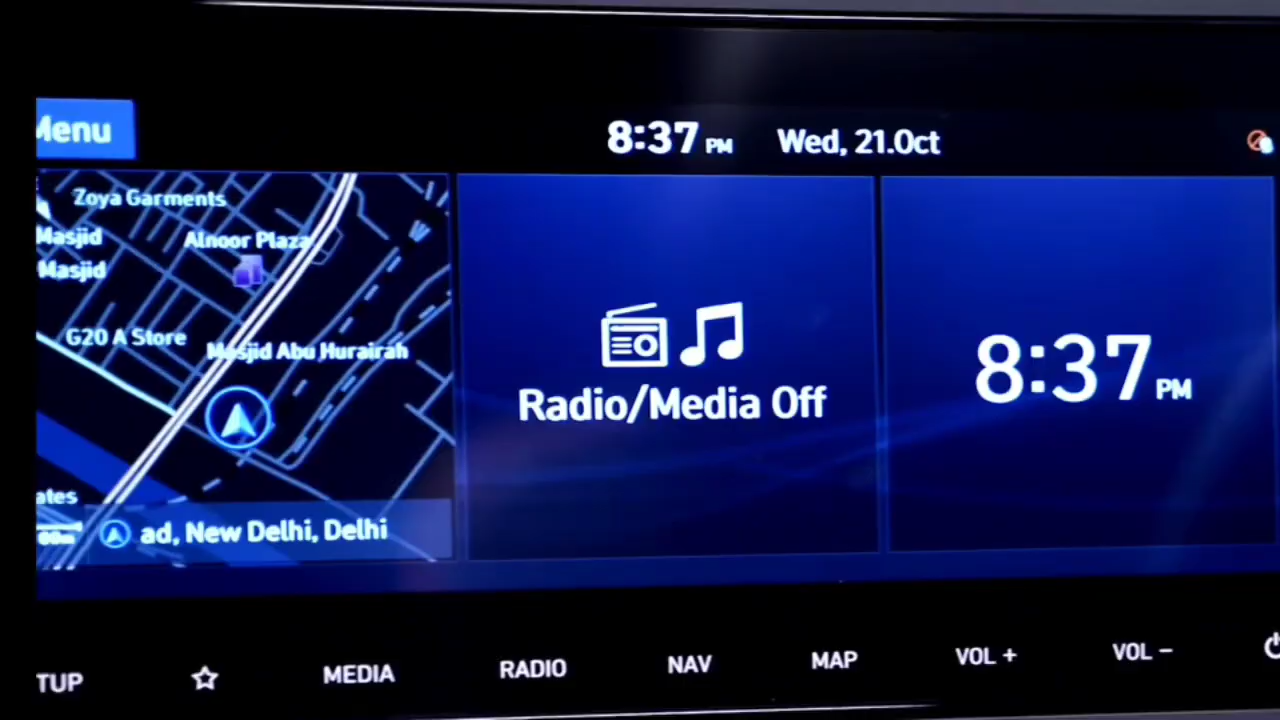 Menu
8:37 PM Wed, 21.Oct
Zoya Garments
Masjid
Alnoor Plaza
Masjid
G20 A Store
Masjid Abu Hurairah
ad, New Delhi, Delhi
Radio/Media Off
8:37 PM
TUP
MEDIA
RADIO
NAV
MAP
VOL +
VOL −